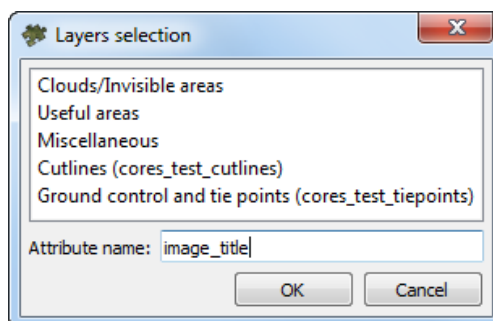 Layers selection
Clouds/Invisible areas
Useful areas
Miscellaneous
Cutlines (cores_test_cutlines)
Ground control and tie points (cores_test_tiepoints)
Attribute name: image_title
OK Cancel